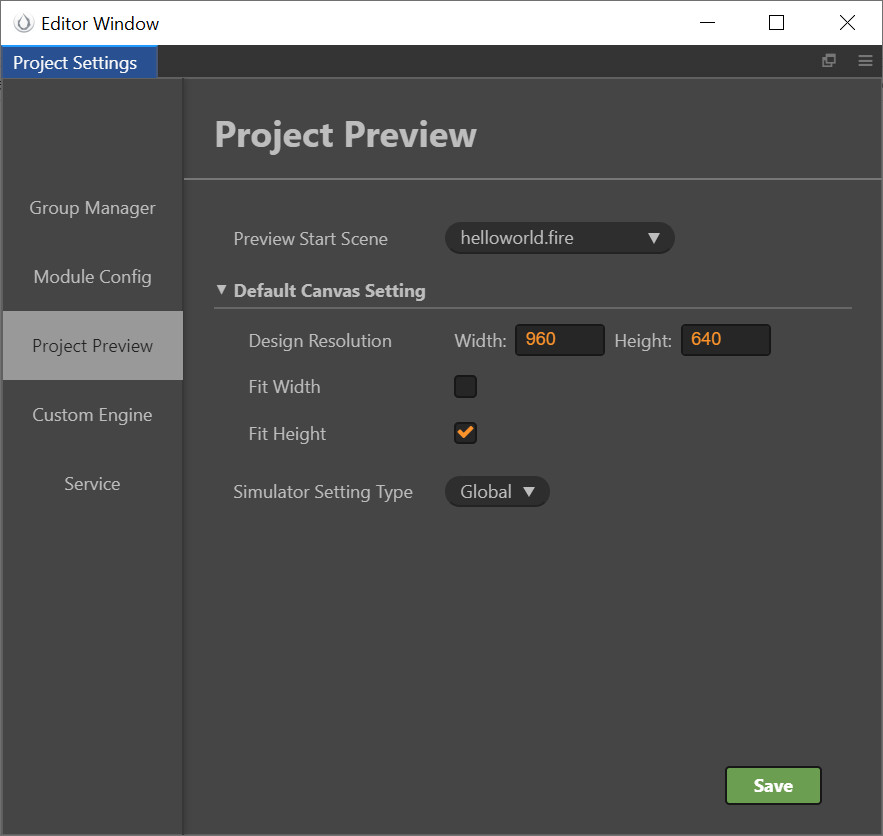 Editor Window
Project Settings
Project Preview
Group Manager
Module Config
Project Preview
Custom Engine
Service
Preview Start Scene helloworld.fire
Default Canvas Setting
Design Resolution Width: 960 Height: 640
Fit Width
Fit Height
Simulator Setting Type Global
Save